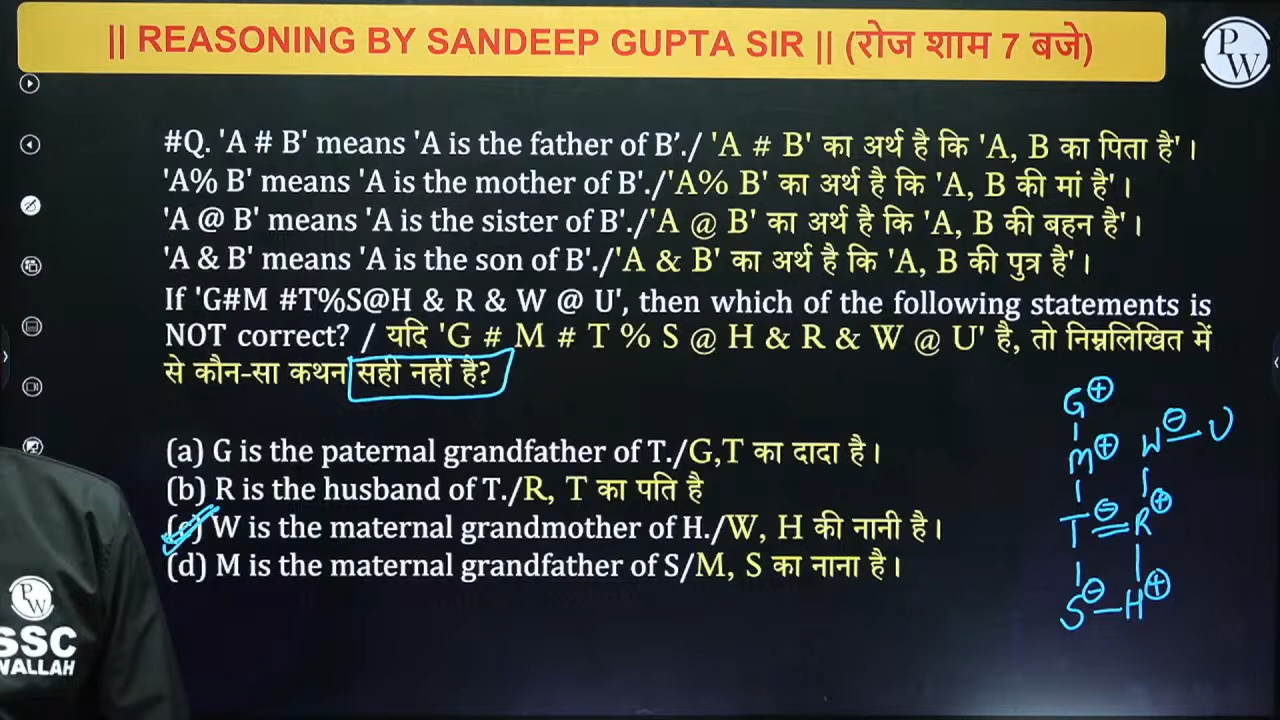 || REASONING BY SANDEEP GUPTA SIR || (रोज शाम 7 बजे)
PW
#Q. 'A # B' means 'A is the father of B'./ 'A # B' का अर्थ है कि 'A, B का पिता है' ।
'A% B' means 'A is the mother of B'./'A% B' का अर्थ है कि 'A, B की मां है' ।
'A @ B' means 'A is the sister of B'./'A @ B' का अर्थ है कि 'A, B की बहन है' ।
'A & B' means 'A is the son of B'./'A & B' का अर्थ है कि 'A, B की पुत्र है' ।
If 'G#M #T%S@H & R & W @ U', then which of the following statements is
NOT correct? / यदि 'G # M # T % S @ H & R & W @ U' है, तो निम्नलिखित में
से कौन-सा कथन सही नहीं है?
(a) G is the paternal grandfather of T./G,T का दादा है ।
(b) R is the husband of T./R, T का पति है
(c) W is the maternal grandmother of H./W, H की नानी है ।
(d) M is the maternal grandfather of S/M, S का नाना है ।
G+
M+ W- — U
T- = R+
S- — H+
PW
SSC
WALLAH